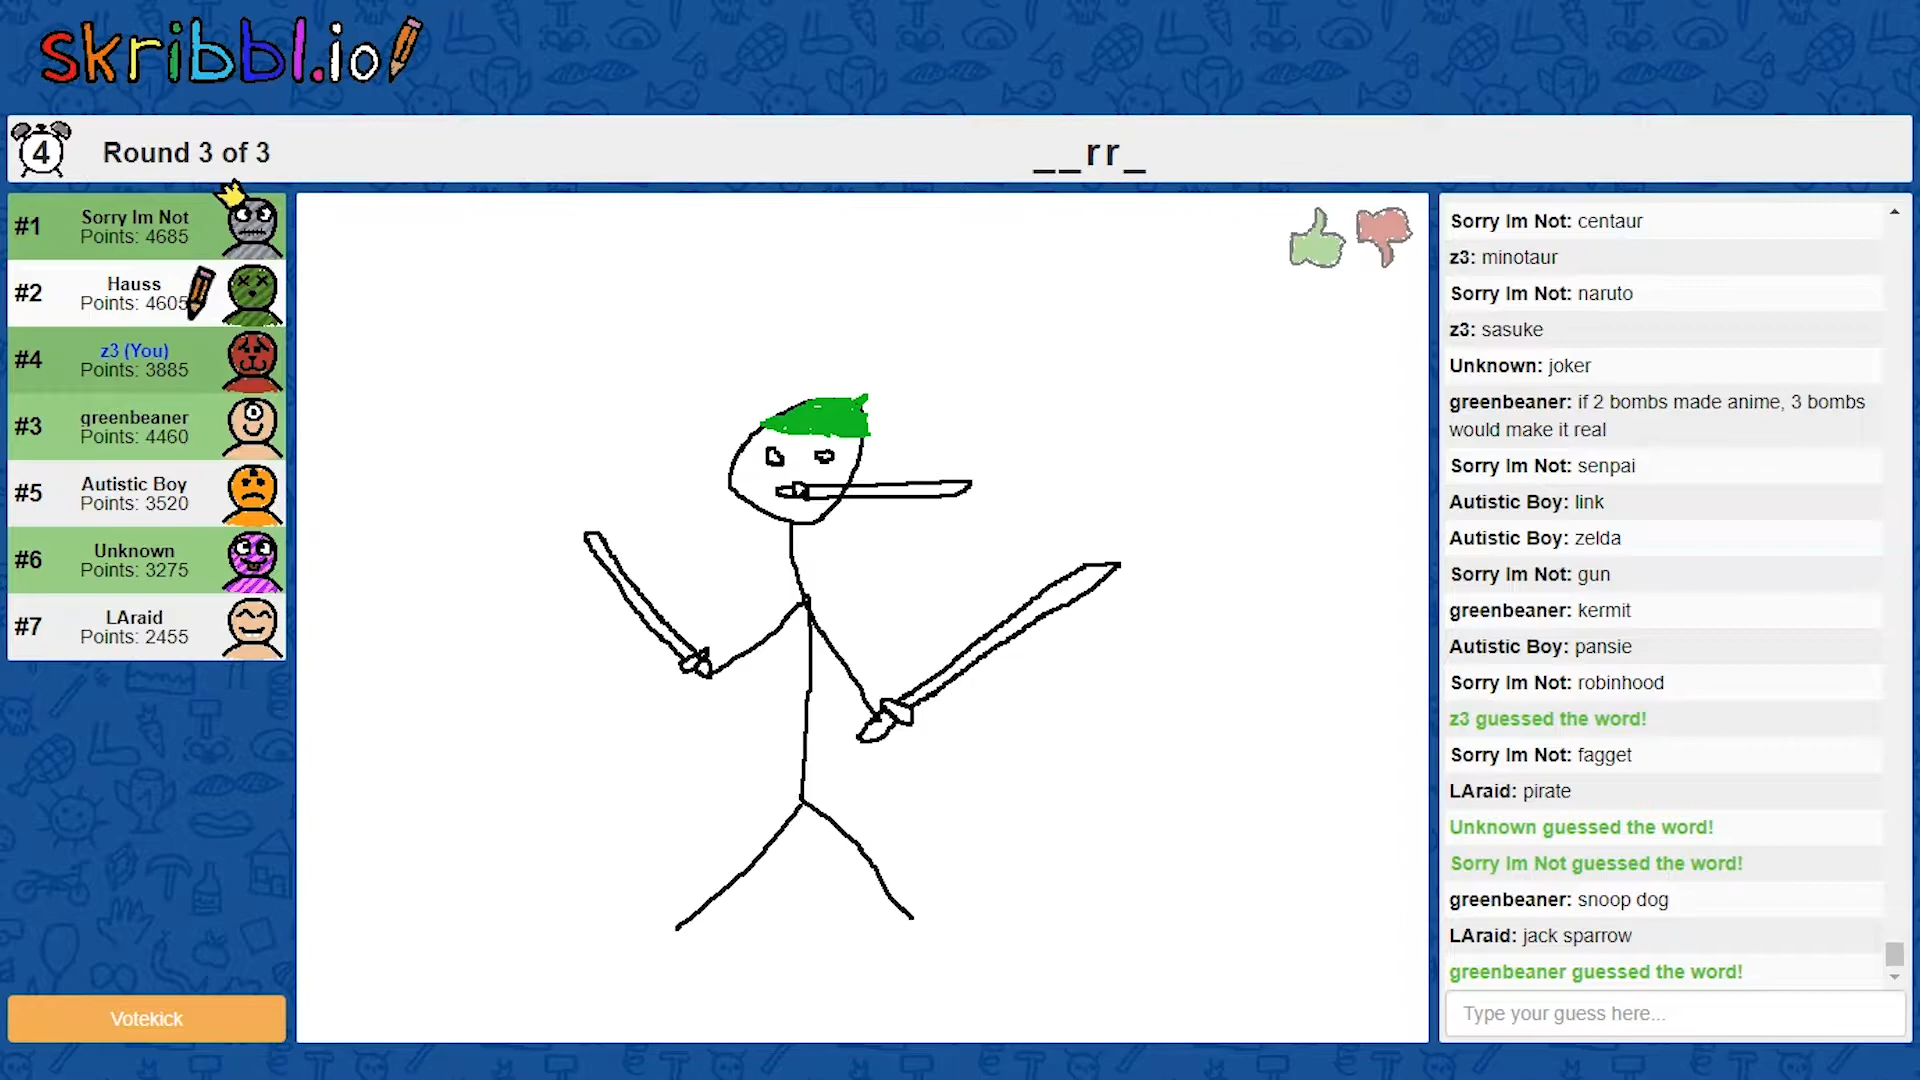 skribbl.io
4
Round 3 of 3
__rr_
#1
Sorry Im Not
Points: 4685
#2
Hauss
Points: 4605
#4
z3 (You)
Points: 3885
#3
greenbeaner
Points: 4460
#5
Autistic Boy
Points: 3520
#6
Unknown
Points: 3275
#7
LAraid
Points: 2455
Votekick
Sorry Im Not: centaur
z3: minotaur
Sorry Im Not: naruto
z3: sasuke
Unknown: joker
greenbeaner: if 2 bombs made anime, 3 bombs
would make it real
Sorry Im Not: senpai
Autistic Boy: link
Autistic Boy: zelda
Sorry Im Not: gun
greenbeaner: kermit
Autistic Boy: pansie
Sorry Im Not: robinhood
z3 guessed the word!
Sorry Im Not: fagget
LAraid: pirate
Unknown guessed the word!
Sorry Im Not guessed the word!
greenbeaner: snoop dog
LAraid: jack sparrow
greenbeaner guessed the word!
Type your guess here...